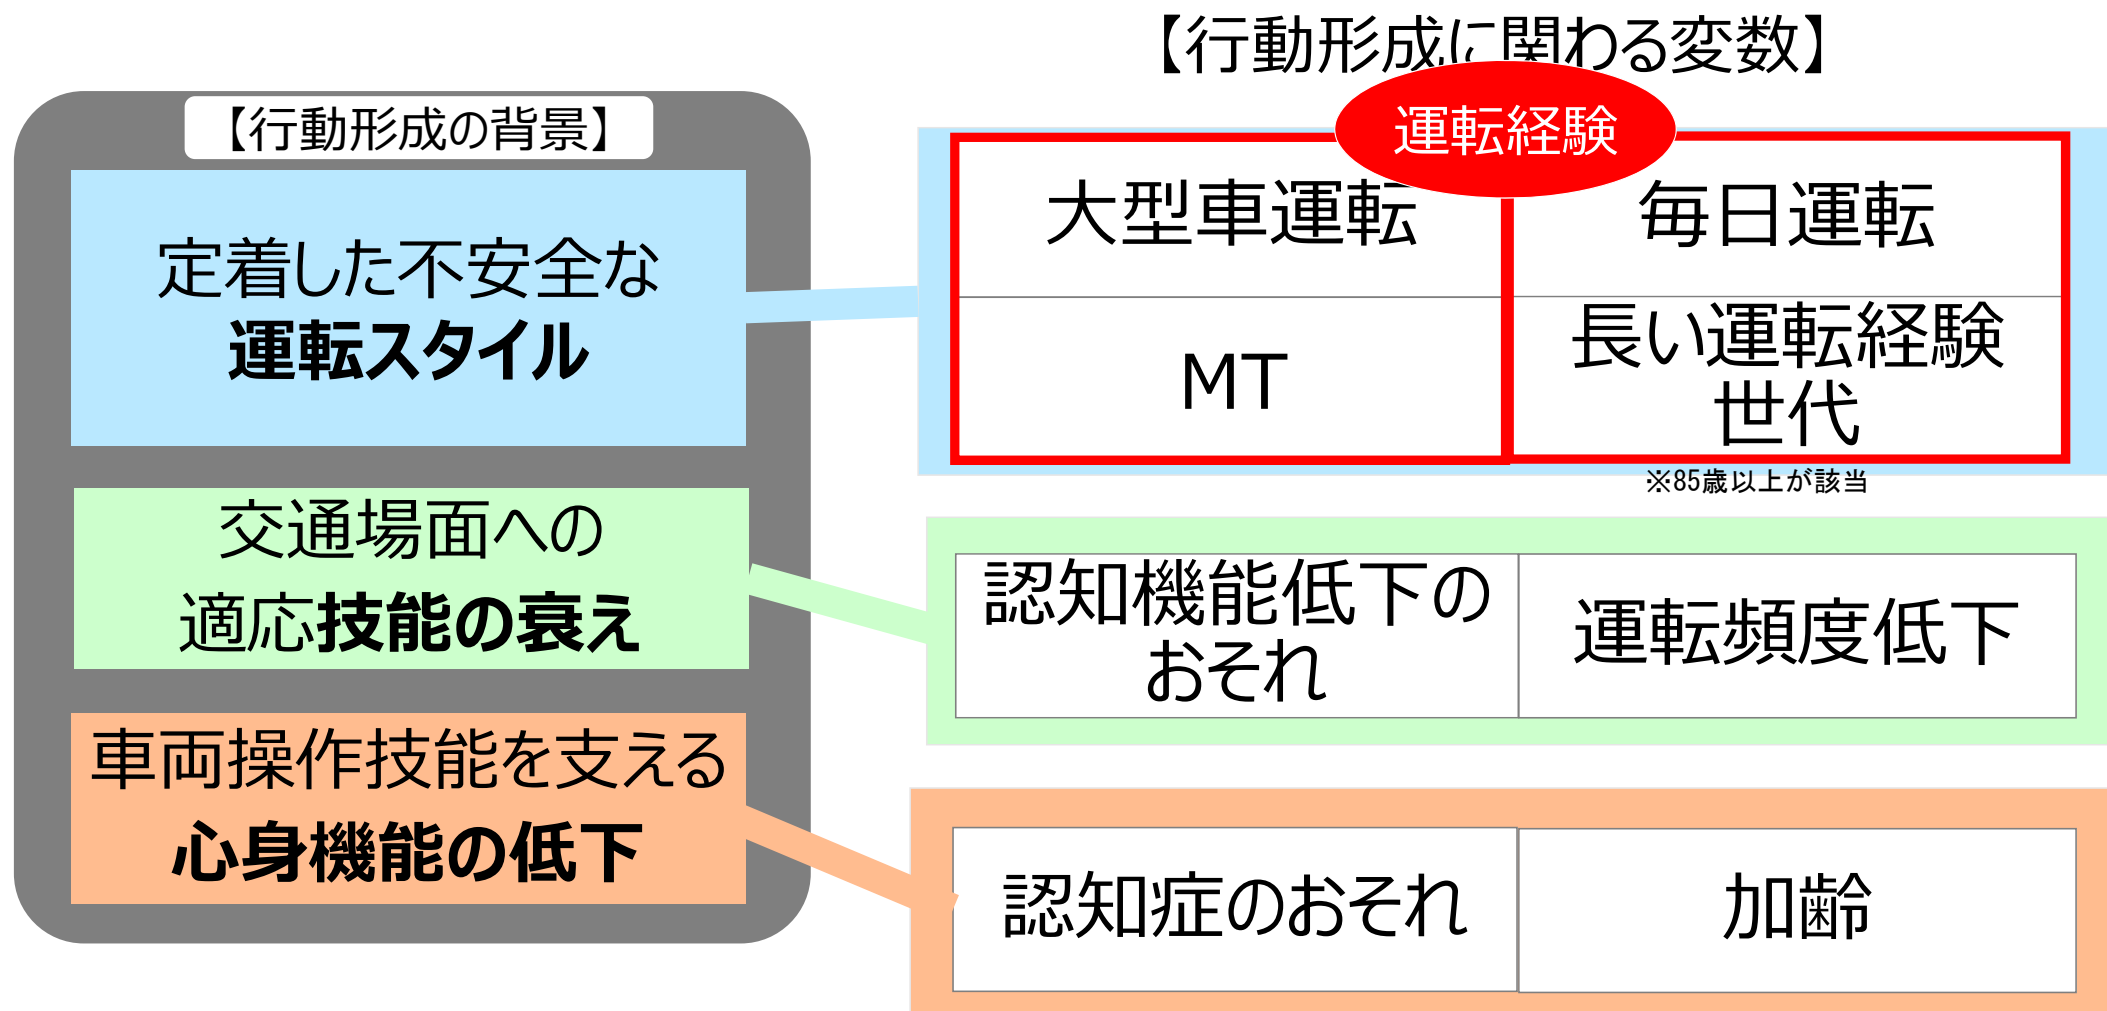 【行動形成に関わる変数】
【行動形成の背景】
定着した不安全な
運転スタイル
交通場面への
適応技能の衰え
車両操作技能を支える
心身機能の低下
運転経験
大型車運転
毎日運転
MT
長い運転経験
世代
※85歳以上が該当
認知機能低下の
おそれ
運転頻度低下
認知症のおそれ
加齢